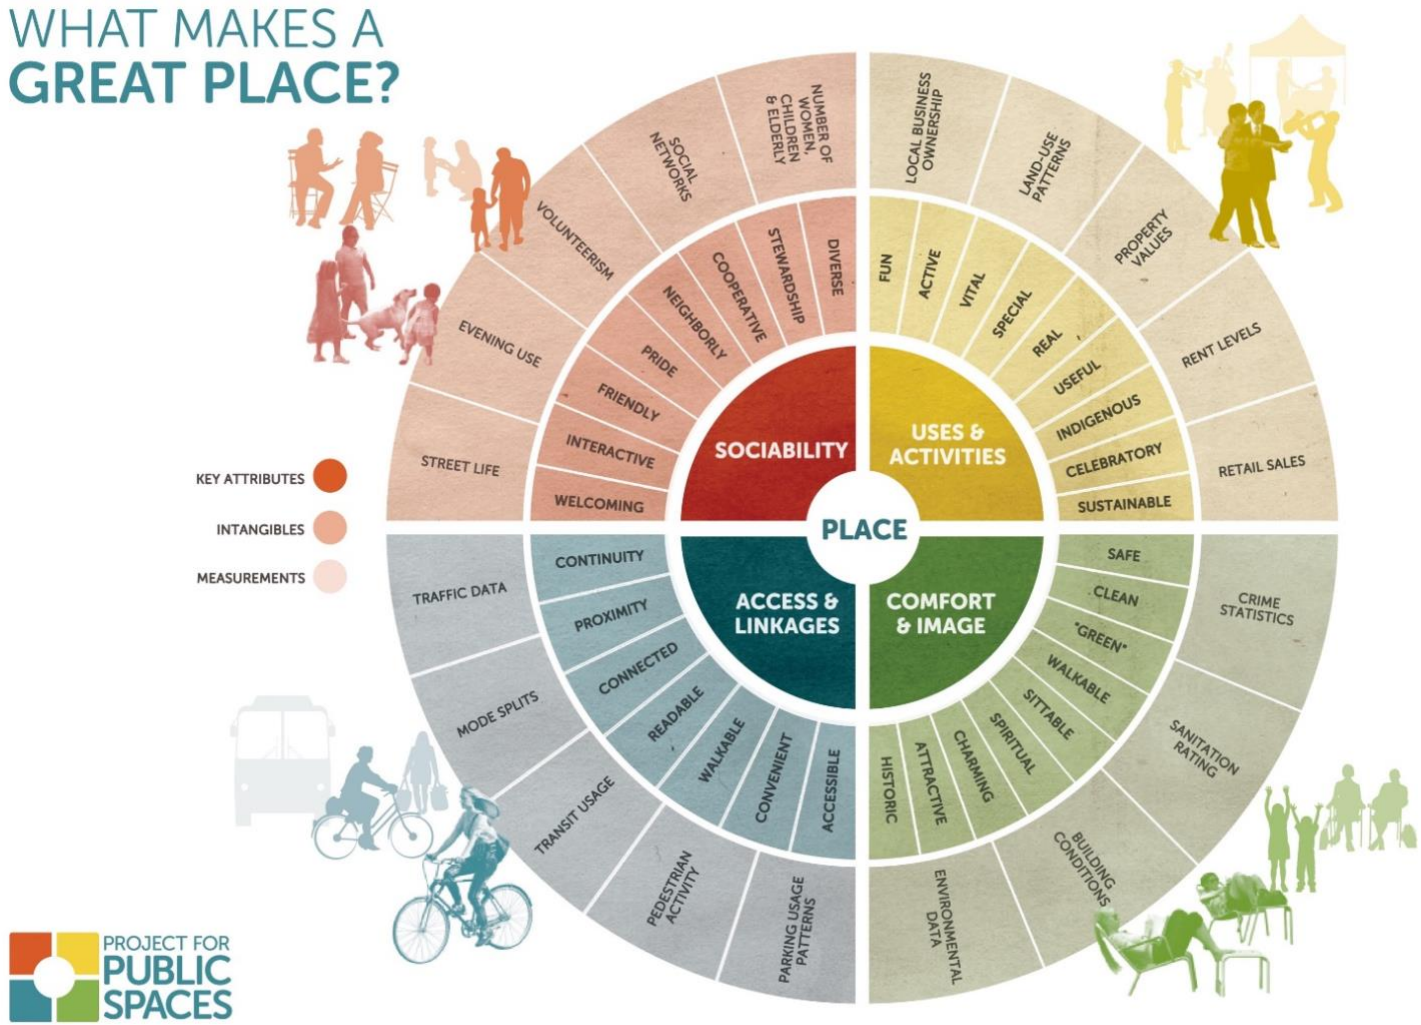 WHAT MAKES A
GREAT PLACE?
KEY ATTRIBUTES
INTANGIBLES
MEASUREMENTS
PLACE
SOCIABILITY
WELCOMING
INTERACTIVE
FRIENDLY
PRIDE
NEIGHBORLY
COOPERATIVE
STEWARDSHIP
DIVERSE
STREET LIFE
EVENING USE
VOLUNTEERISM
SOCIAL
NETWORKS
NUMBER OF
WOMEN,
CHILDREN
& ELDERLY
USES &
ACTIVITIES
FUN
ACTIVE
VITAL
SPECIAL
REAL
USEFUL
INDIGENOUS
CELEBRATORY
SUSTAINABLE
LOCAL BUSINESS
OWNERSHIP
LAND-USE
PATTERNS
PROPERTY
VALUES
RENT LEVELS
RETAIL SALES
ACCESS &
LINKAGES
CONTINUITY
PROXIMITY
CONNECTED
READABLE
WALKABLE
CONVENIENT
ACCESSIBLE
TRAFFIC DATA
MODE SPLITS
TRANSIT USAGE
PEDESTRIAN
ACTIVITY
PARKING USAGE
PATTERNS
COMFORT
& IMAGE
SAFE
CLEAN
"GREEN"
WALKABLE
SITTABLE
SPIRITUAL
CHARMING
ATTRACTIVE
HISTORIC
CRIME
STATISTICS
SANITATION
RATING
BUILDING
CONDITIONS
ENVIRONMENTAL
DATA
PROJECT FOR
PUBLIC
SPACES